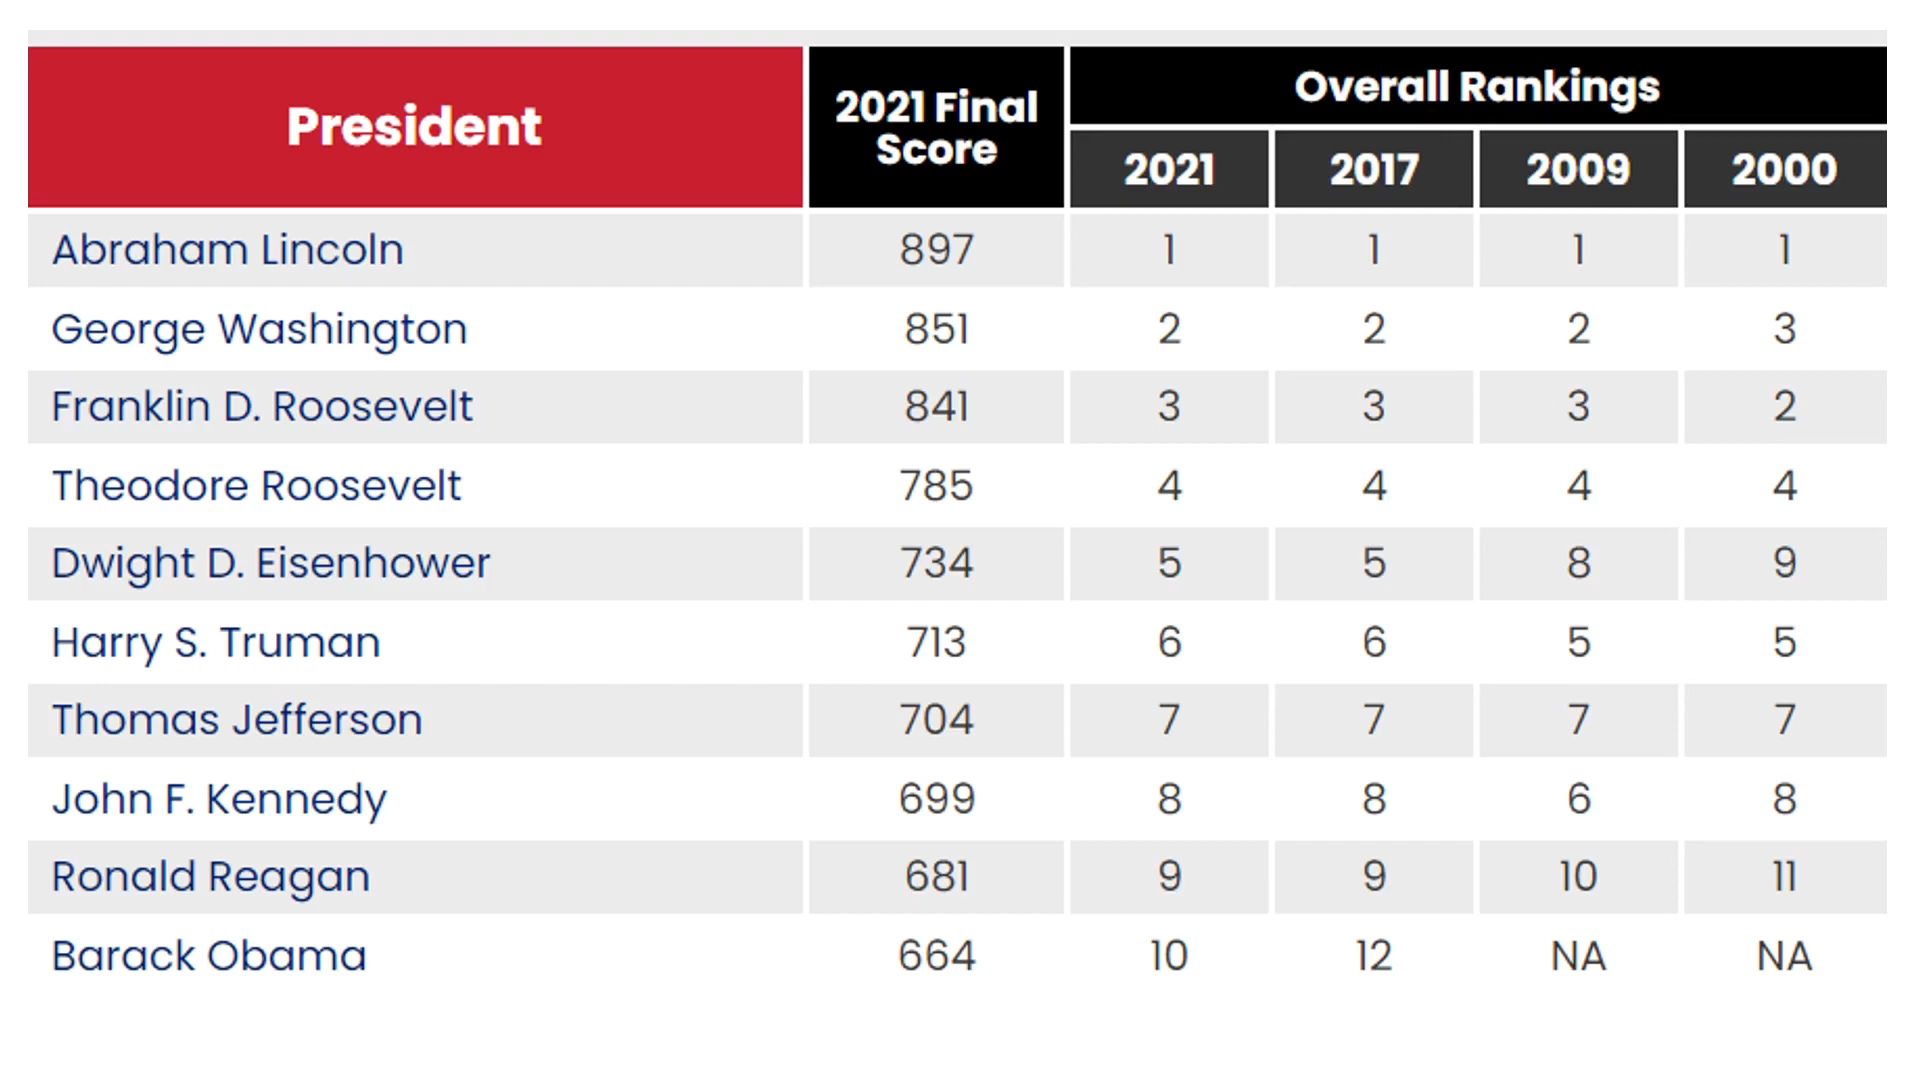 President 2021 Final Score Overall Rankings
2021 2017 2009 2000
Abraham Lincoln 897 1 1 1 1
George Washington 851 2 2 2 3
Franklin D. Roosevelt 841 3 3 3 2
Theodore Roosevelt 785 4 4 4 4
Dwight D. Eisenhower 734 5 5 8 9
Harry S. Truman 713 6 6 5 5
Thomas Jefferson 704 7 7 7 7
John F. Kennedy 699 8 8 6 8
Ronald Reagan 681 9 9 10 11
Barack Obama 664 10 12 NA NA